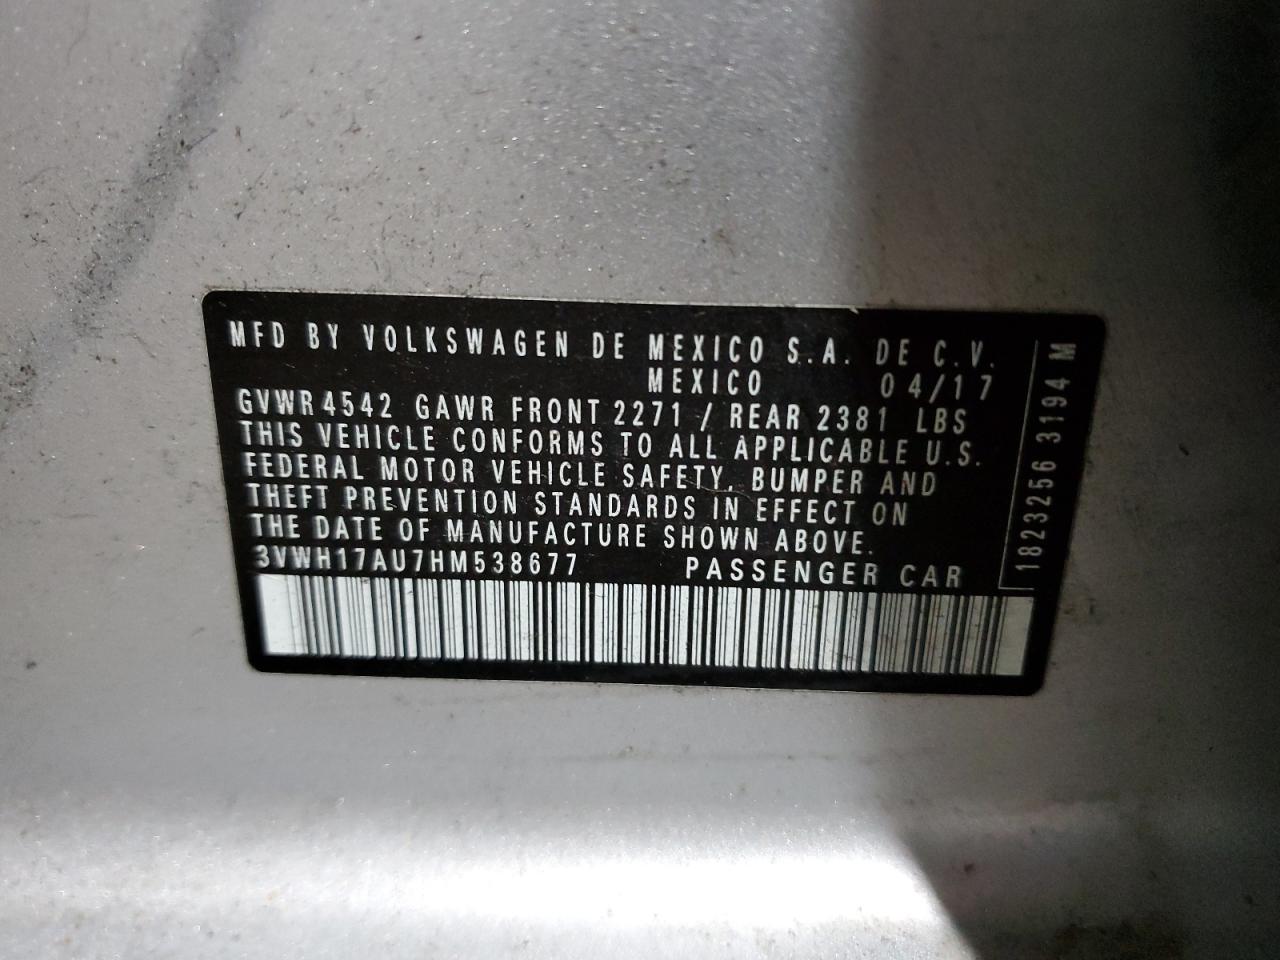 MFD BY VOLKSWAGEN DE MEXICO S.A. DE C.V.
MEXICO 04/17
GVWR 4542 GAWR FRONT 2271 / REAR 2381 LBS
THIS VEHICLE CONFORMS TO ALL APPLICABLE U.S.
FEDERAL MOTOR VEHICLE SAFETY, BUMPER AND
THEFT PREVENTION STANDARDS IN EFFECT ON
THE DATE OF MANUFACTURE SHOWN ABOVE.
3VWH17AU7HM538677 PASSENGER CAR
1823256 3194 M